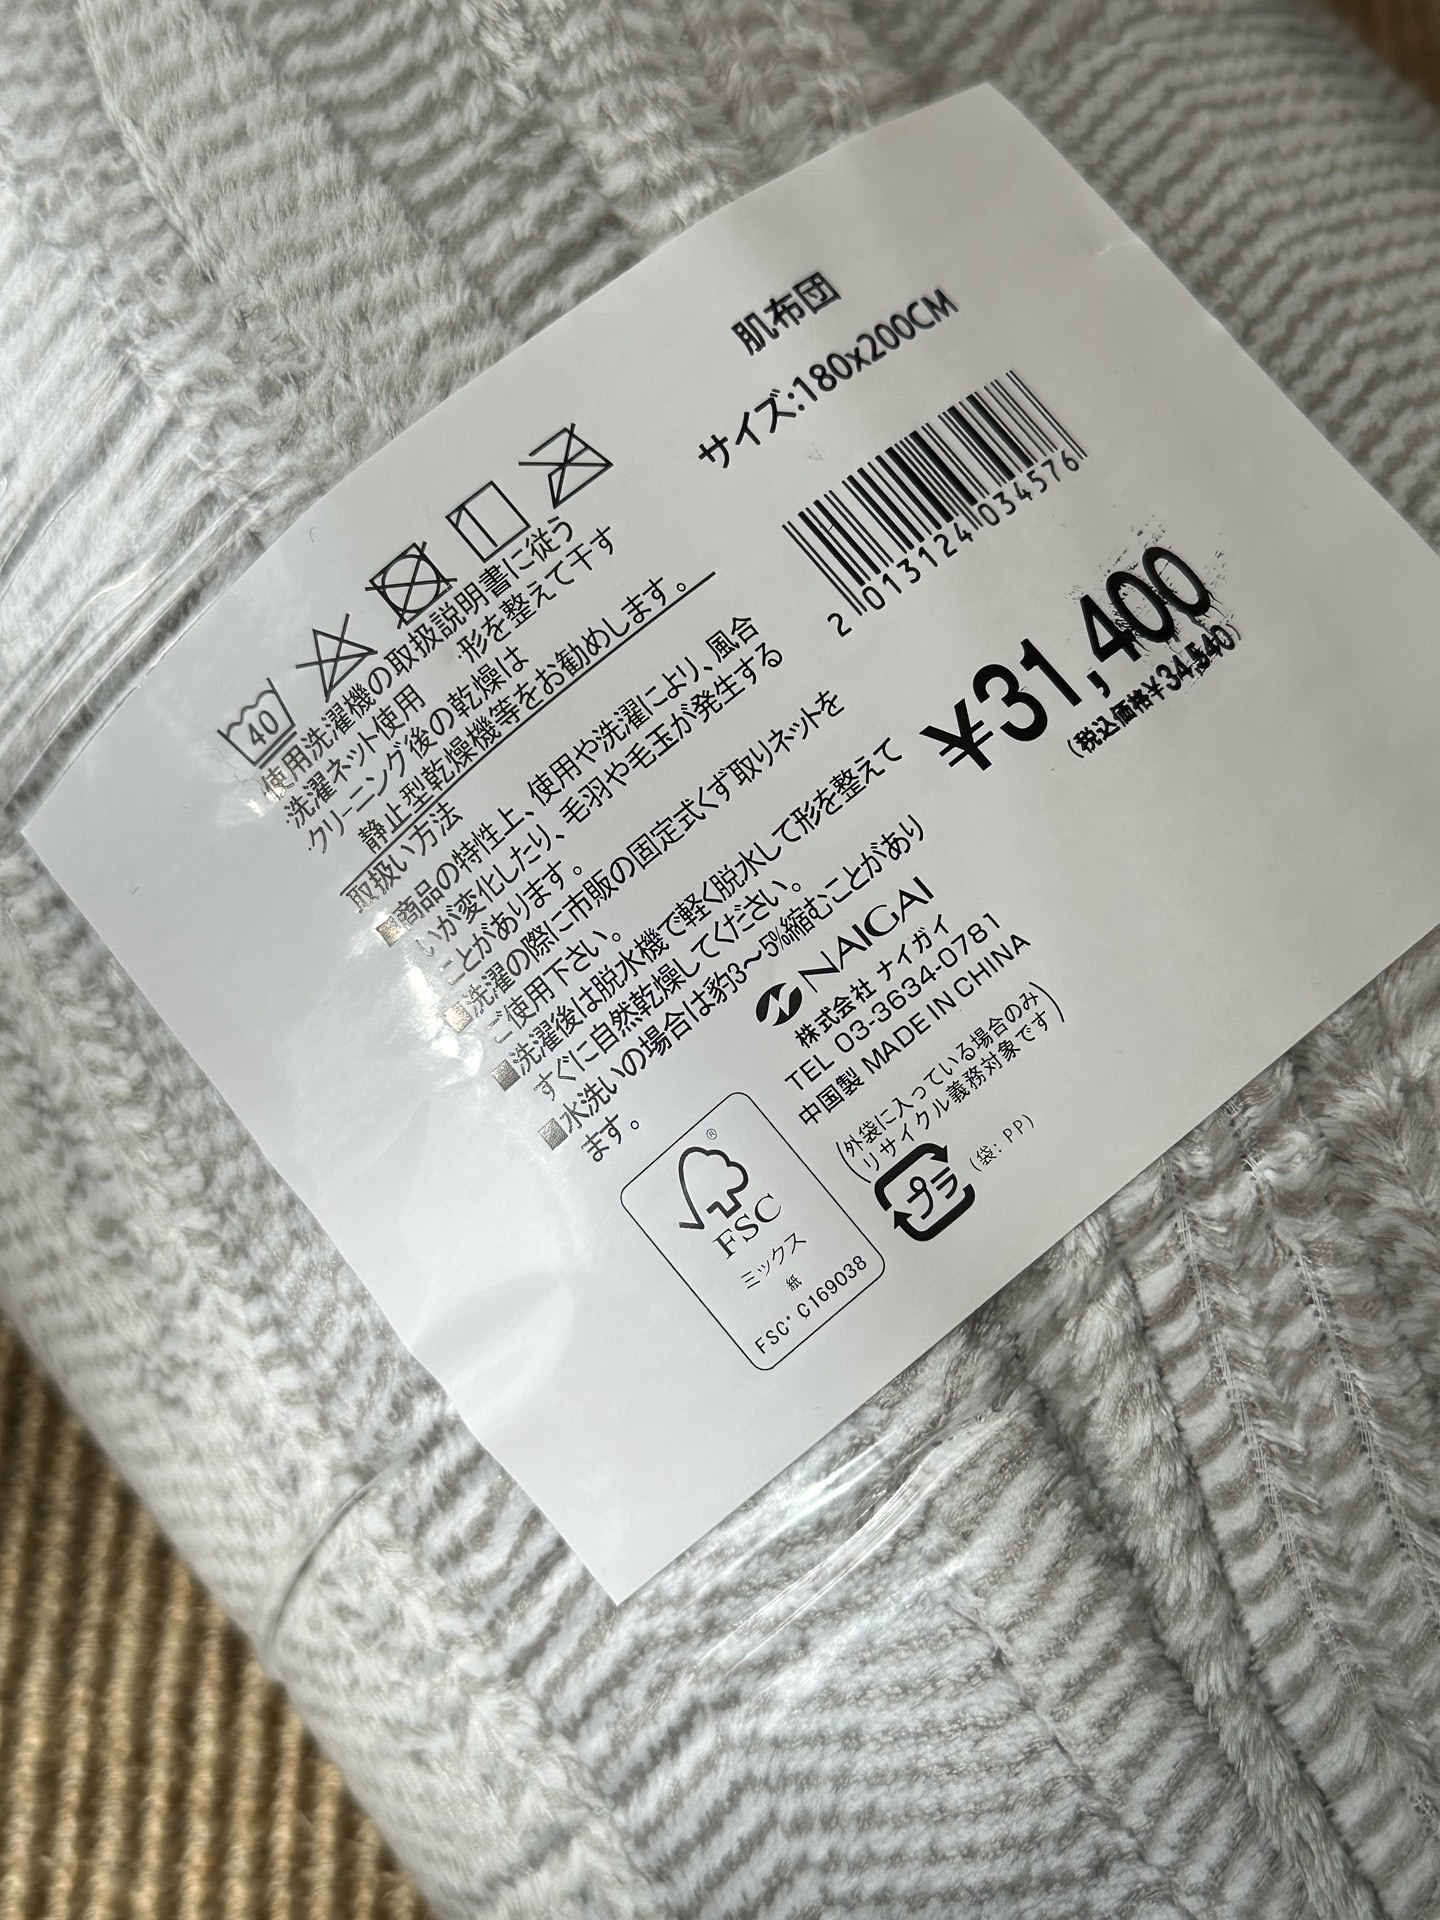 肌布団
サイズ:180x200CM
2 013124 034576
¥31,400
(税込価格¥34,540)
40
使用洗濯機の取扱説明書に従う
·洗濯ネット使用 ·形を整えて干す
·クリーニング後の乾燥は
静止型乾燥機等をお勧めします。
取扱い方法
■商品の特性上、使用や洗濯により、風合
いが変化したり、毛羽や毛玉が発生する
ことがあります。
■洗濯の際に市販の固定式くず取りネットを
ご使用下さい。
■洗濯後は脱水機で軽く脱水して形を整えて
すぐに自然乾燥してください。
■水洗いの場合は豹3〜5%縮むことがあり
ます。
NAIGAI
株式会社 ナイガイ
TEL 03-3634-0781
中国製 MADE IN CHINA
(外袋に入っている場合のみ
リサイクル義務対象です)
プラ
(袋: PP)
®
FSC
ミックス
紙
FSC® C169038